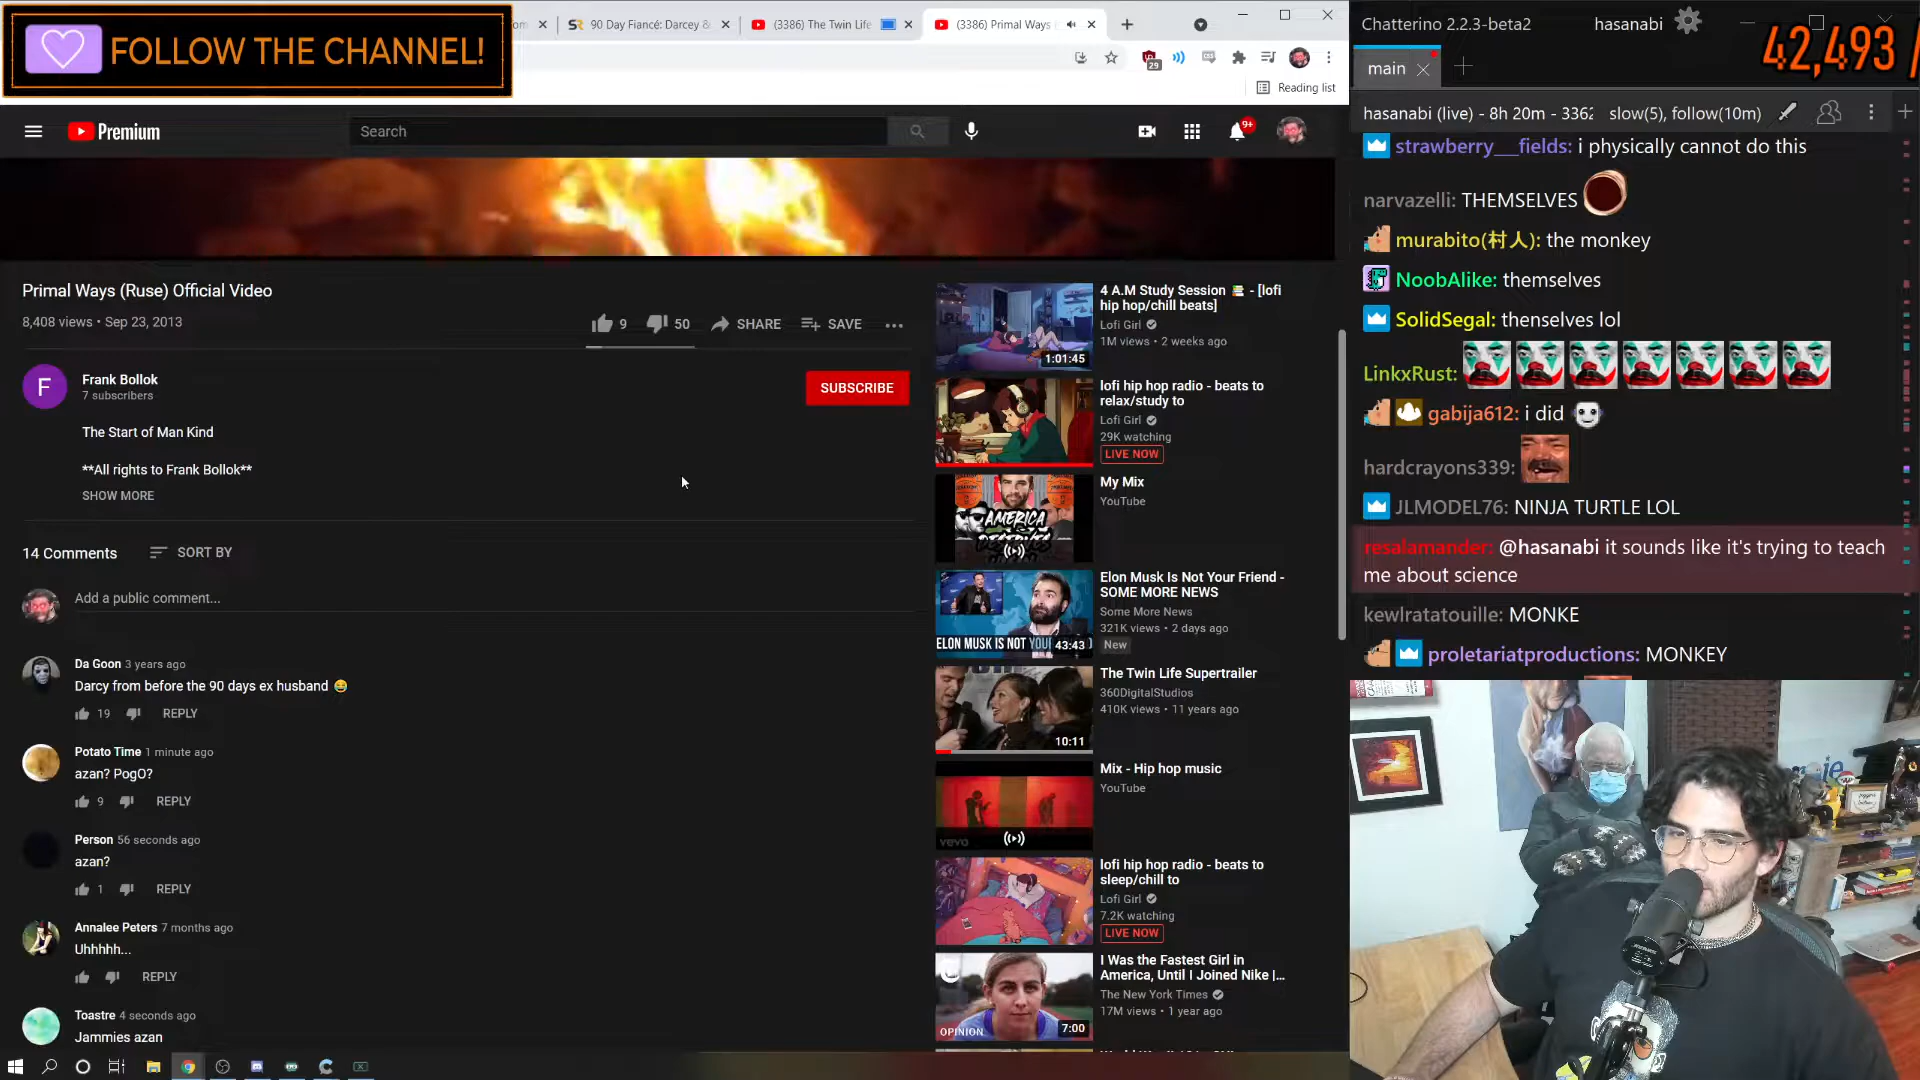 FOLLOW THE CHANNEL!
90 Day Fiancé: Darcey &
(3386) The Twin Life
(3386) Primal Ways
29
Reading list
Premium
Search
9+
Primal Ways (Ruse) Official Video
8,408 views • Sep 23, 2013
9
50
SHARE
SAVE
F
Frank Bollok
7 subscribers
SUBSCRIBE
The Start of Man Kind
**All rights to Frank Bollok**
SHOW MORE
14 Comments
SORT BY
Add a public comment...
Da Goon 3 years ago
Darcy from before the 90 days ex husband 😂
19
REPLY
Potato Time 1 minute ago
azan? PogO?
9
REPLY
Person 56 seconds ago
azan?
1
REPLY
Annalee Peters 7 months ago
Uhhhhh...
REPLY
Toastre 4 seconds ago
Jammies azan
4 A.M Study Session 📚 - [lofi
hip hop/chill beats]
Lofi Girl
1M views • 2 weeks ago
1:01:45
lofi hip hop radio - beats to
relax/study to
Lofi Girl
29K watching
LIVE NOW
My Mix
YouTube
AMERICA
Elon Musk Is Not Your Friend -
SOME MORE NEWS
Some More News
321K views • 2 days ago
New
ELON MUSK IS NOT YOU
43:43
The Twin Life Supertrailer
360DigitalStudios
410K views • 11 years ago
10:11
Mix - Hip hop music
YouTube
vevo
lofi hip hop radio - beats to
sleep/chill to
Lofi Girl
7.2K watching
LIVE NOW
I Was the Fastest Girl in
America, Until I Joined Nike |...
The New York Times
17M views • 1 year ago
OPINION
7:00
Chatterino 2.2.3-beta2
hasanabi
42,493 /
main
hasanabi (live) - 8h 20m - 3362
slow(5), follow(10m)
strawberry___fields: i physically cannot do this
narvazelli: THEMSELVES
murabito(村人): the monkey
NoobAlike: themselves
SolidSegal: thenselves lol
LinkxRust:
gabija612: i did
hardcrayons339:
JLMODEL76: NINJA TURTLE LOL
resalamander: @hasanabi it sounds like it's trying to teach
me about science
kewlratatouille: MONKE
proletariatproductions: MONKEY